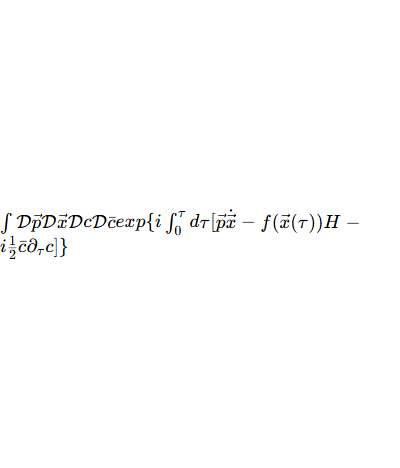 ∫ 𝒟p⃗𝒟x⃗𝒟c𝒟c̄exp{i ∫₀^τ dτ[p⃗ẋ⃗ − f(x⃗(τ))H −
i½c̄∂_τc]}